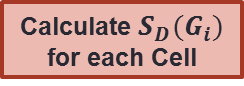 Calculate S_D(G_i)
for each Cell